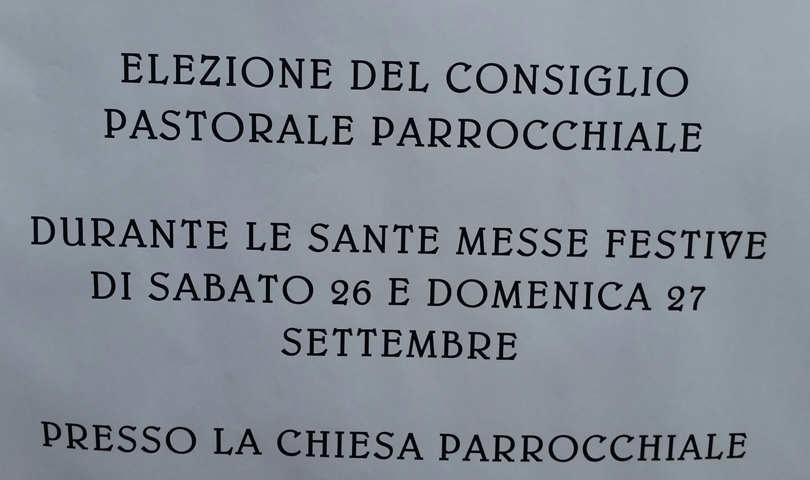 ELEZIONE DEL CONSIGLIO
PASTORALE PARROCCHIALE
DURANTE LE SANTE MESSE FESTIVE
DI SABATO 26 E DOMENICA 27
SETTEMBRE
PRESSO LA CHIESA PARROCCHIALE